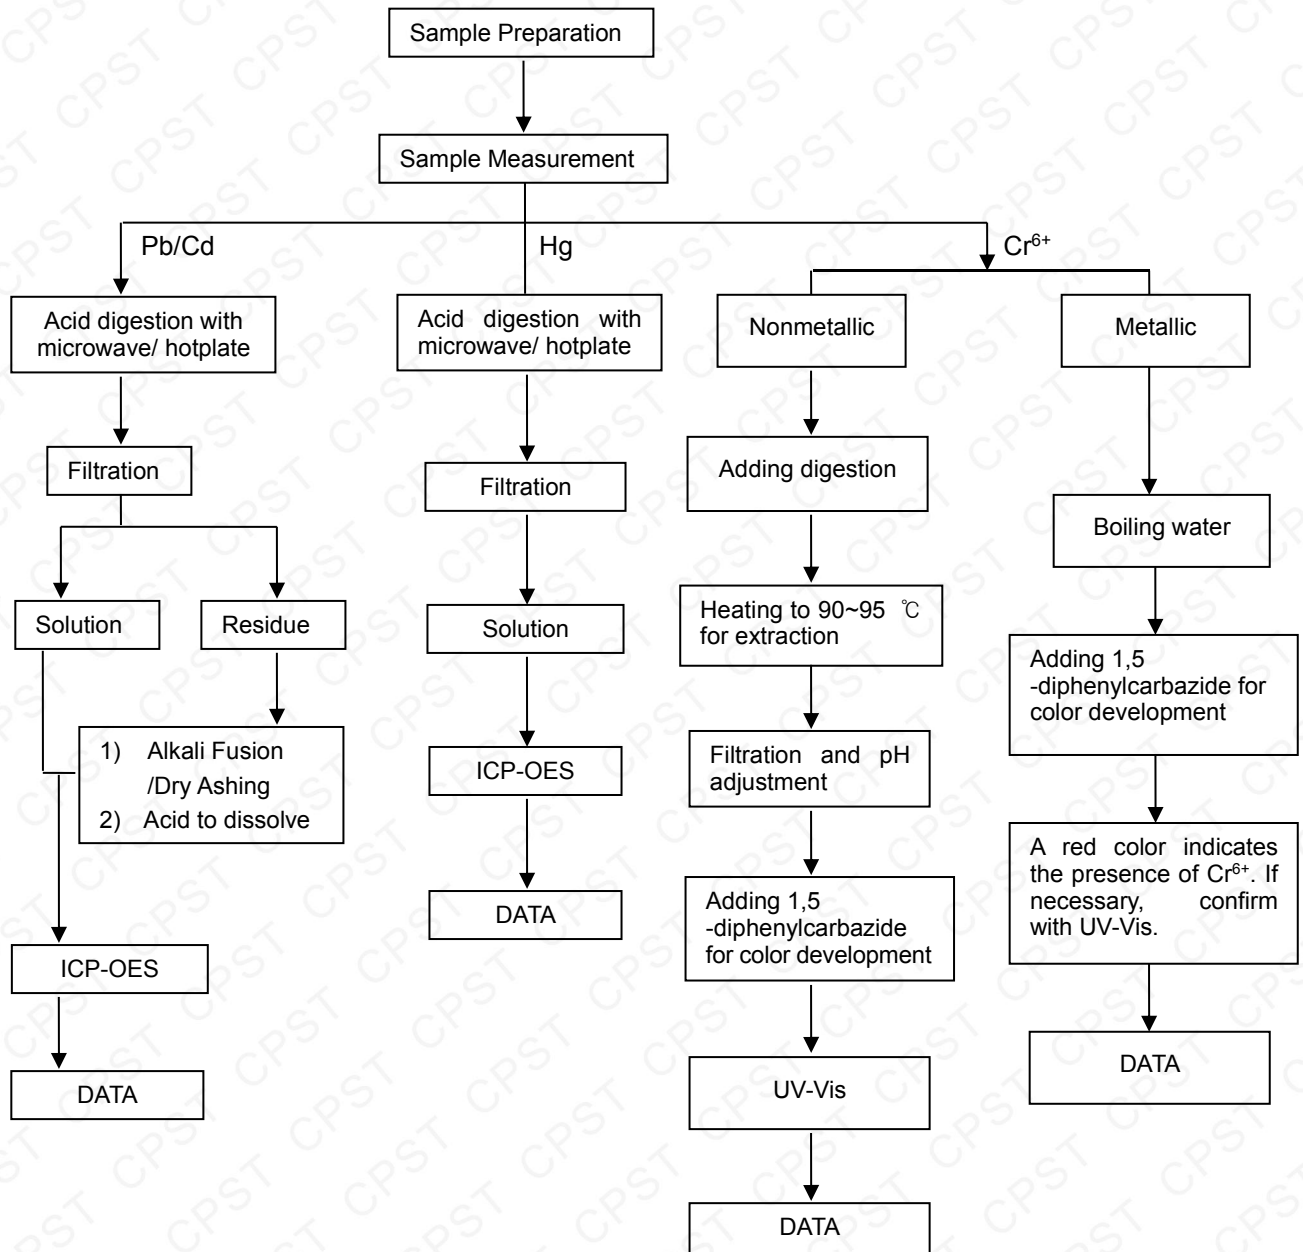 Sample Preparation
Sample Measurement
Pb/Cd
Hg
Cr⁶⁺
Acid digestion with
microwave/ hotplate
Filtration
Solution
Residue
1) Alkali Fusion
/Dry Ashing
2) Acid to dissolve
ICP-OES
DATA
Acid digestion with
microwave/ hotplate
Filtration
Solution
ICP-OES
DATA
Nonmetallic
Adding digestion
Heating to 90~95 ℃
for extraction
Filtration and pH
adjustment
Adding 1,5
-diphenylcarbazide
for color development
UV-Vis
DATA
Metallic
Boiling water
Adding 1,5
-diphenylcarbazide for
color development
A red color indicates
the presence of Cr⁶⁺. If
necessary, confirm
with UV-Vis.
DATA
CPST